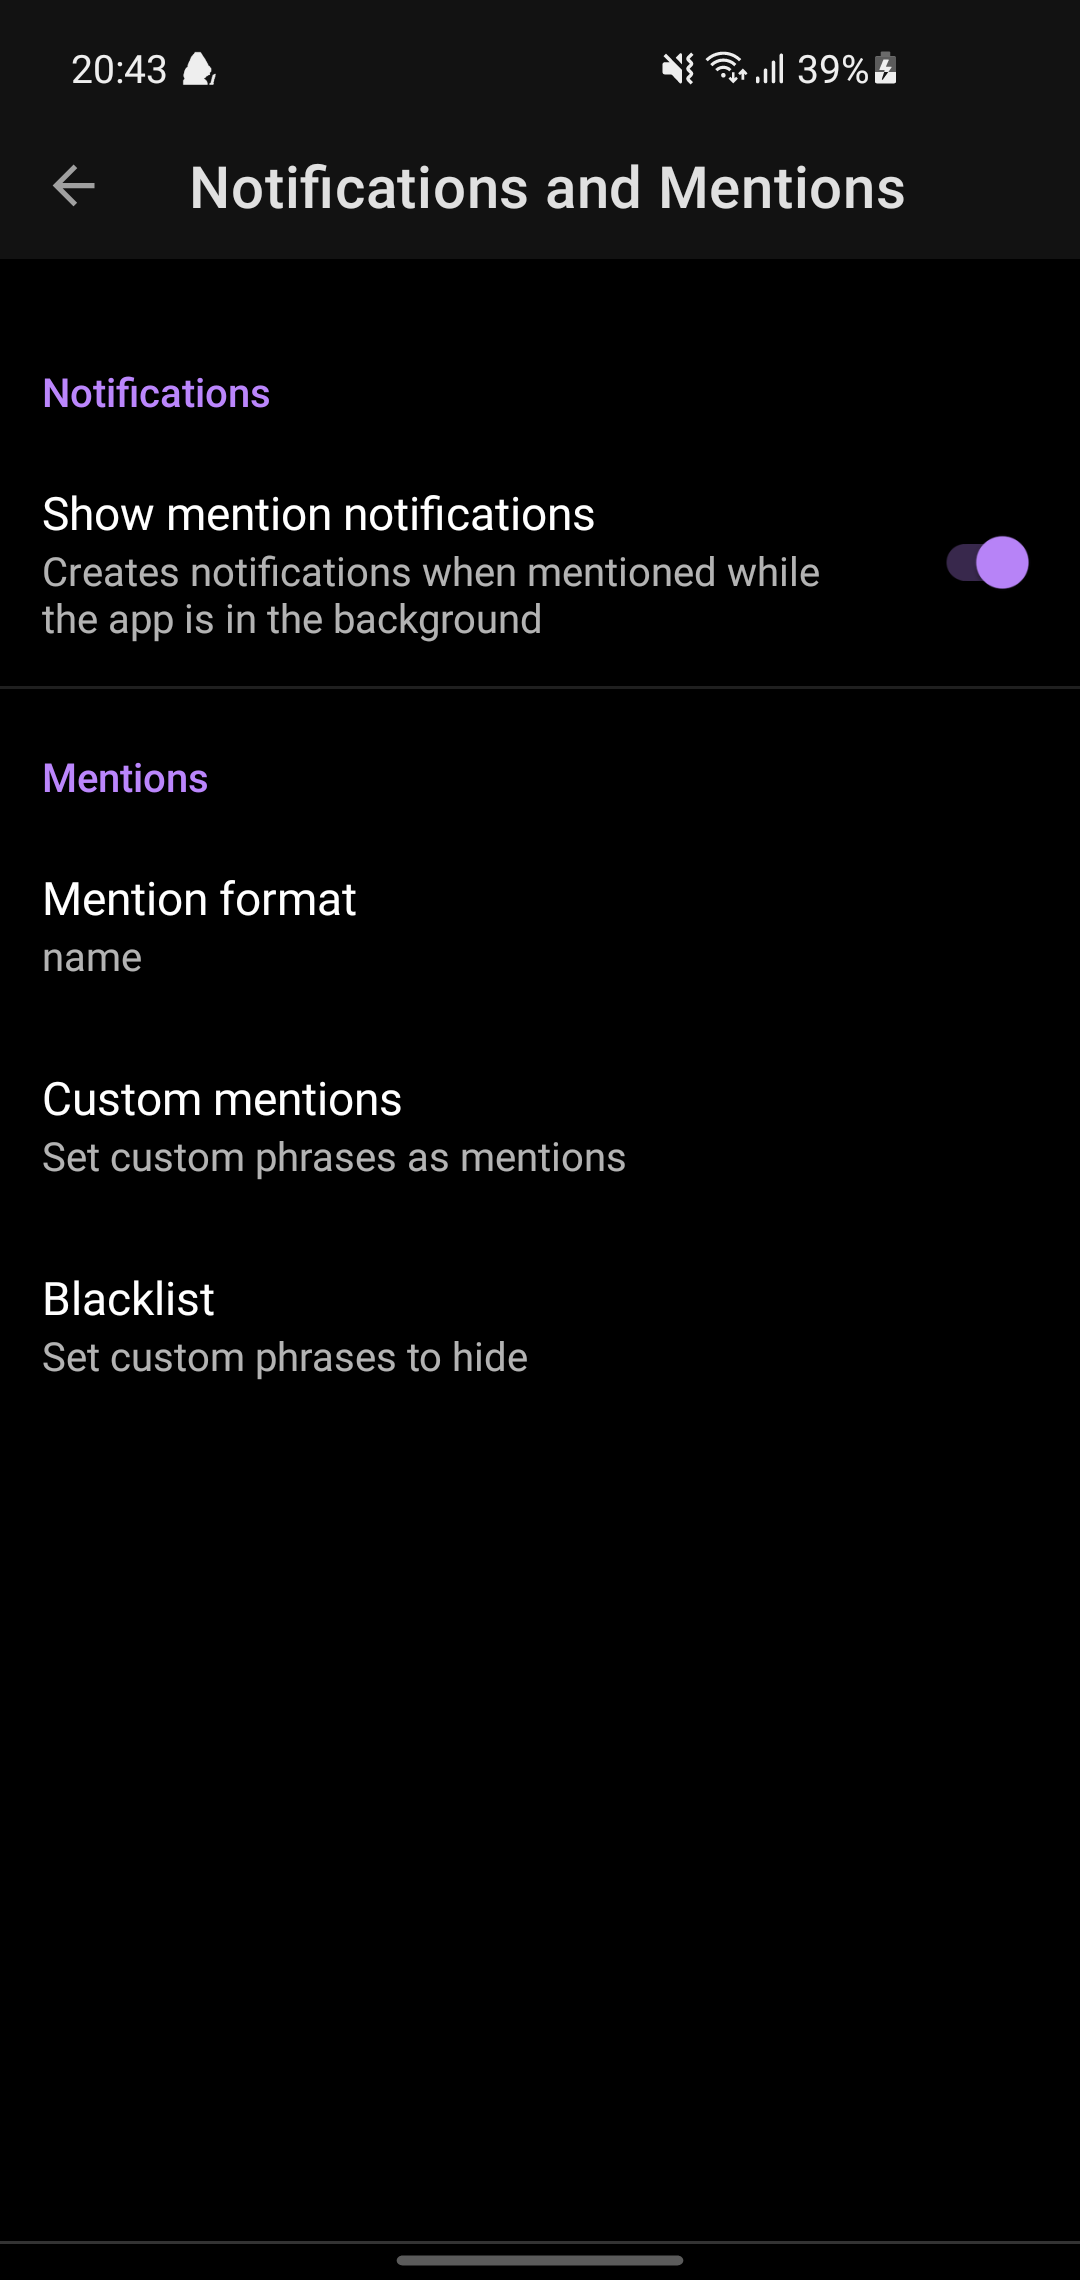 20:43
39%
Notifications and Mentions
Notifications
Show mention notifications
Creates notifications when mentioned while
the app is in the background
Mentions
Mention format
name
Custom mentions
Set custom phrases as mentions
Blacklist
Set custom phrases to hide